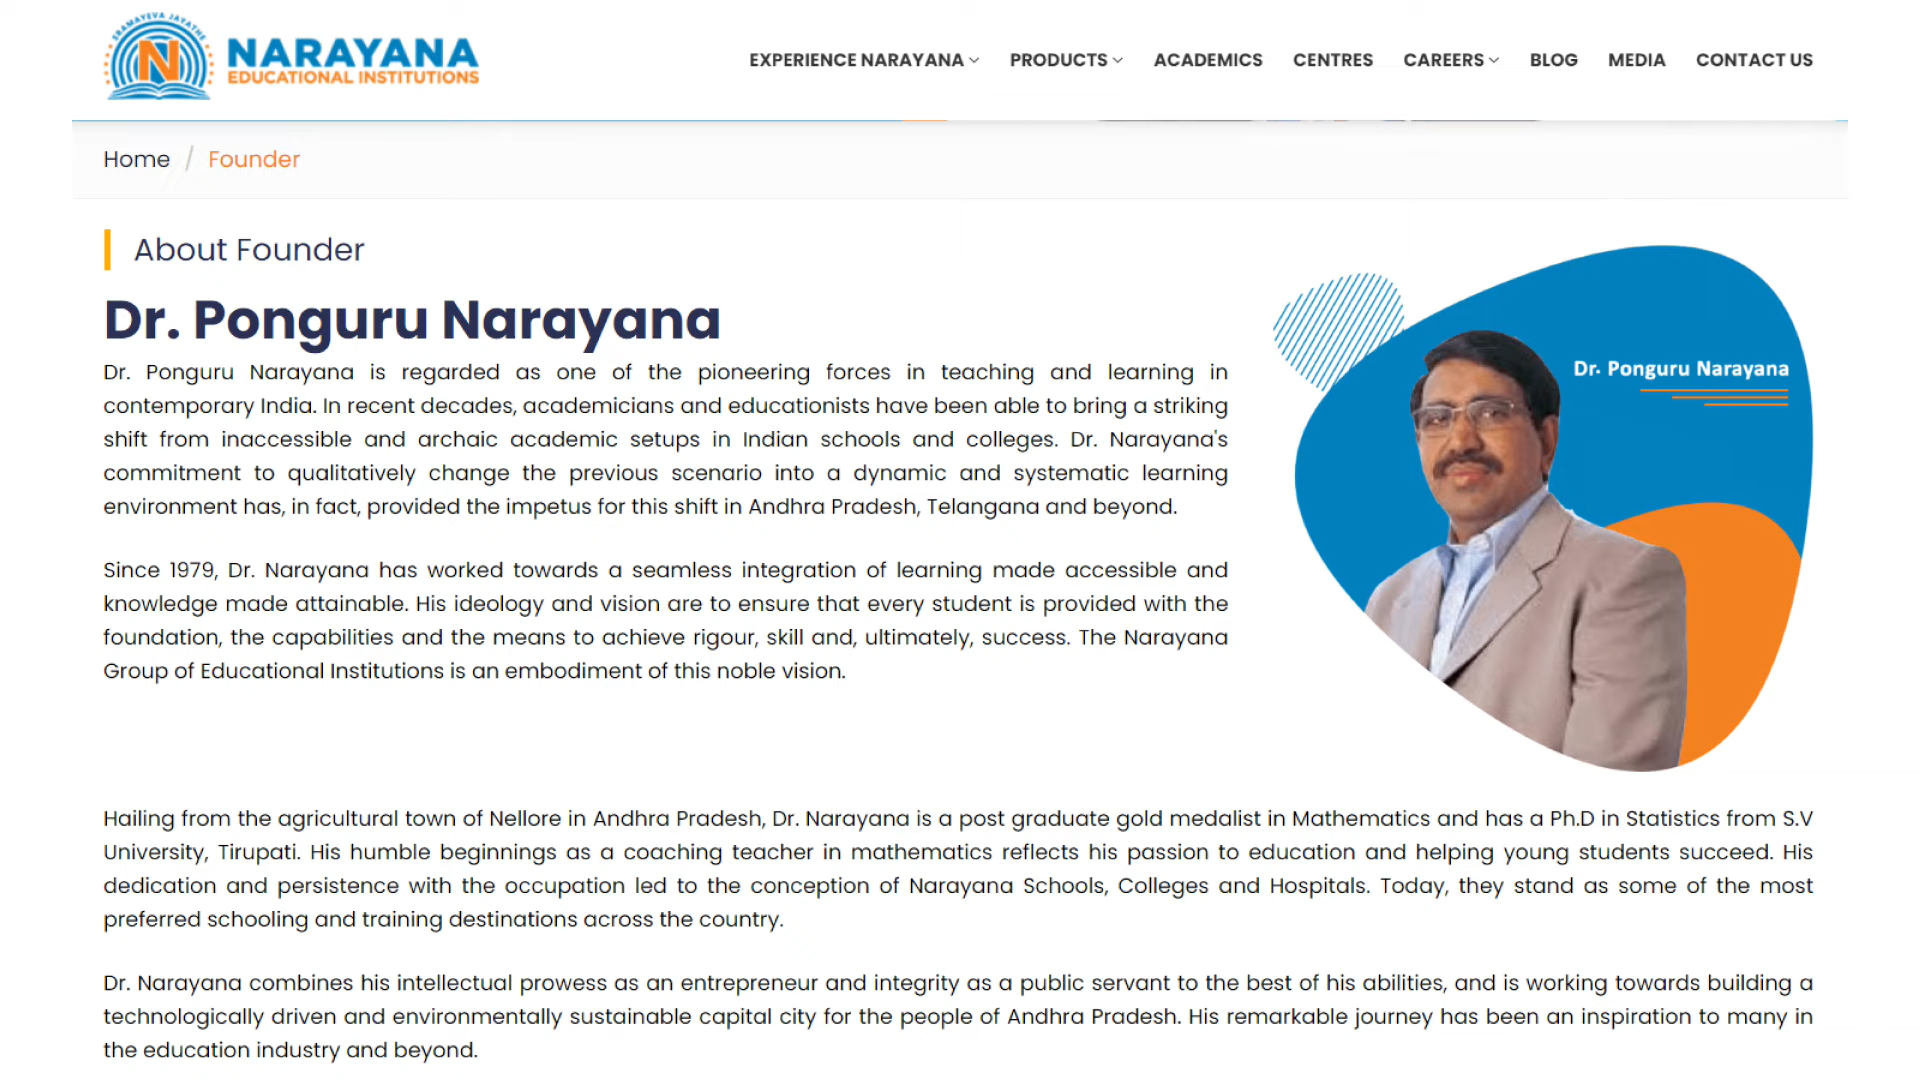 SRAMAYEVA JAYATHE
N
NARAYANA
EDUCATIONAL INSTITUTIONS
EXPERIENCE NARAYANA PRODUCTS ACADEMICS CENTRES CAREERS BLOG MEDIA CONTACT US
Home / Founder
About Founder
Dr. Ponguru Narayana
Dr. Ponguru Narayana is regarded as one of the pioneering forces in teaching and learning in
contemporary India. In recent decades, academicians and educationists have been able to bring a striking
shift from inaccessible and archaic academic setups in Indian schools and colleges. Dr. Narayana's
commitment to qualitatively change the previous scenario into a dynamic and systematic learning
environment has, in fact, provided the impetus for this shift in Andhra Pradesh, Telangana and beyond.
Since 1979, Dr. Narayana has worked towards a seamless integration of learning made accessible and
knowledge made attainable. His ideology and vision are to ensure that every student is provided with the
foundation, the capabilities and the means to achieve rigour, skill and, ultimately, success. The Narayana
Group of Educational Institutions is an embodiment of this noble vision.
Dr. Ponguru Narayana
Hailing from the agricultural town of Nellore in Andhra Pradesh, Dr. Narayana is a post graduate gold medalist in Mathematics and has a Ph.D in Statistics from S.V
University, Tirupati. His humble beginnings as a coaching teacher in mathematics reflects his passion to education and helping young students succeed. His
dedication and persistence with the occupation led to the conception of Narayana Schools, Colleges and Hospitals. Today, they stand as some of the most
preferred schooling and training destinations across the country.
Dr. Narayana combines his intellectual prowess as an entrepreneur and integrity as a public servant to the best of his abilities, and is working towards building a
technologically driven and environmentally sustainable capital city for the people of Andhra Pradesh. His remarkable journey has been an inspiration to many in
the education industry and beyond.